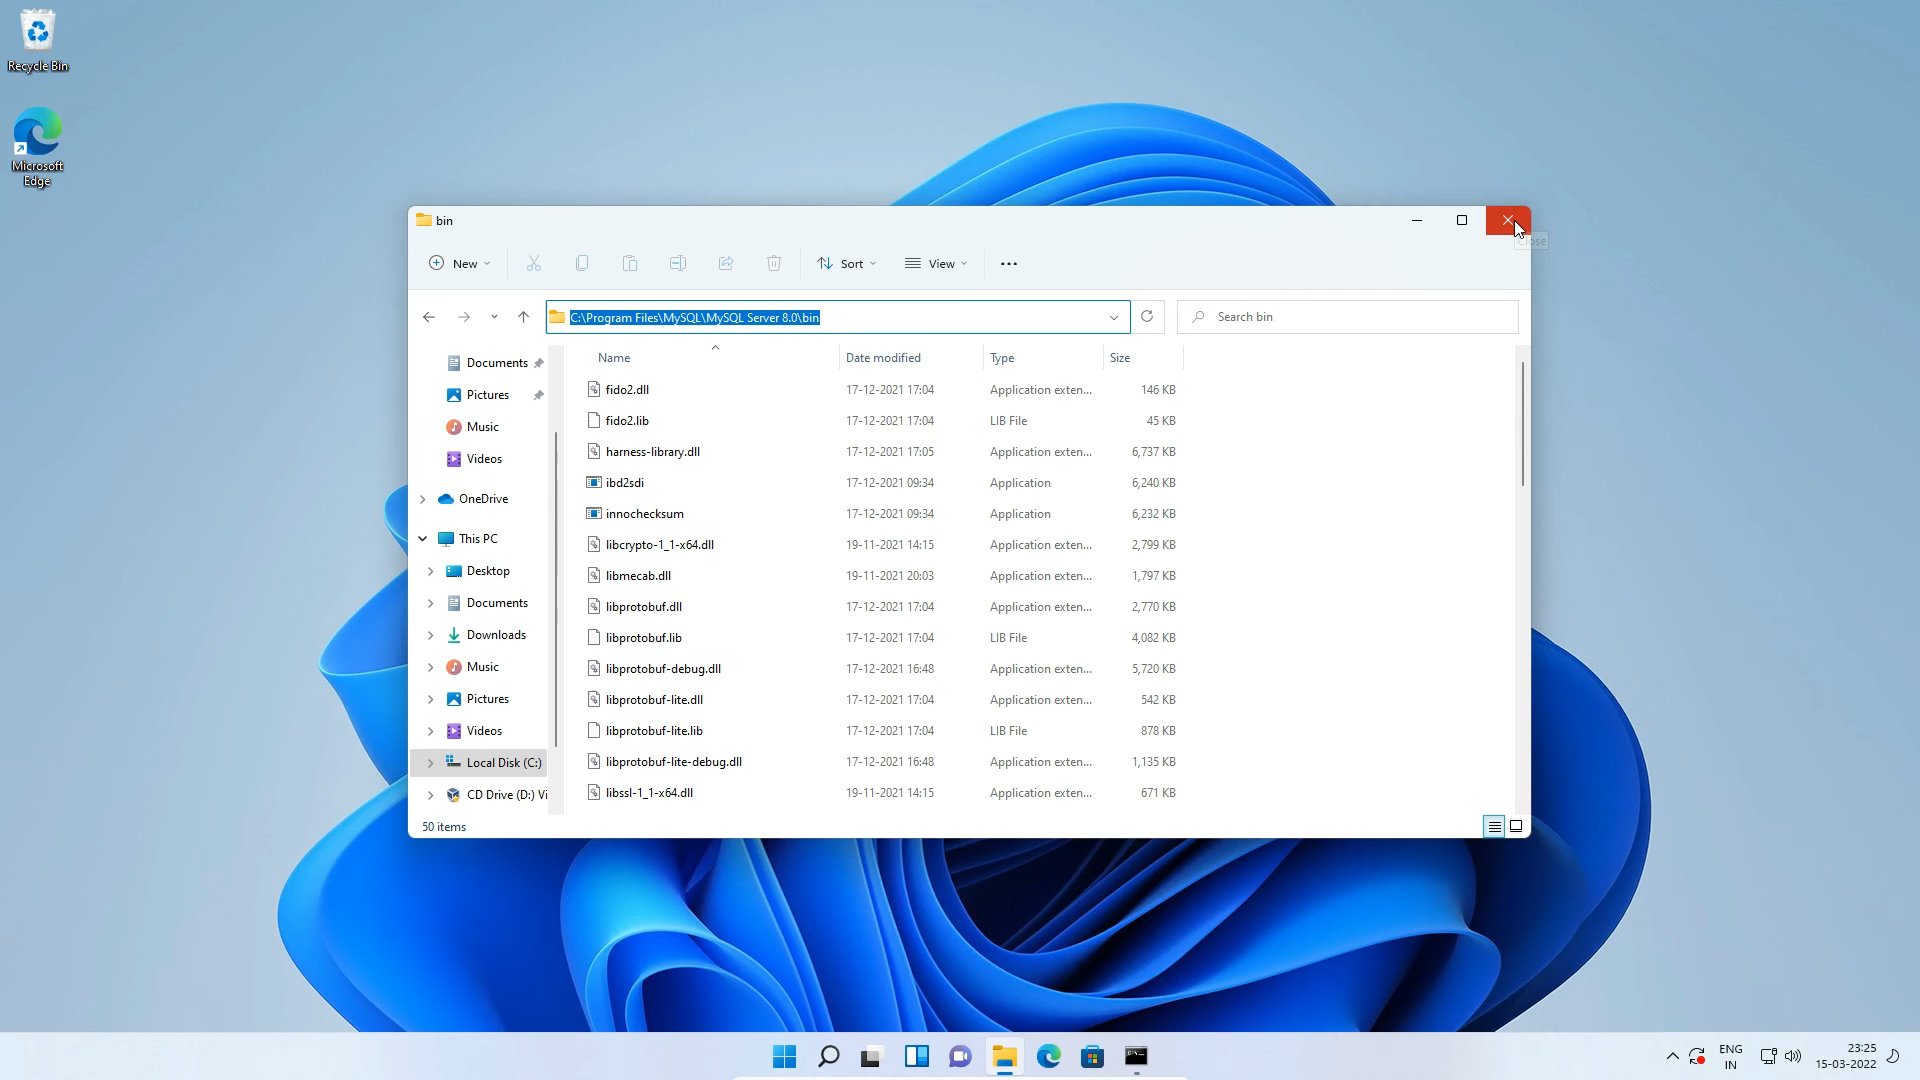 Recycle Bin
Microsoft
Edge
bin
New
Sort
View
Close
C:\Program Files\MySQL\MySQL Server 8.0\bin
Search bin
Documents
Pictures
Music
Videos
OneDrive
This PC
Desktop
Documents
Downloads
Music
Pictures
Videos
Local Disk (C:)
CD Drive (D:) Vi
Name Date modified Type Size
fido2.dll 17-12-2021 17:04 Application exten... 146 KB
fido2.lib 17-12-2021 17:04 LIB File 45 KB
harness-library.dll 17-12-2021 17:05 Application exten... 6,737 KB
ibd2sdi 17-12-2021 09:34 Application 6,240 KB
innochecksum 17-12-2021 09:34 Application 6,232 KB
libcrypto-1_1-x64.dll 19-11-2021 14:15 Application exten... 2,799 KB
libmecab.dll 19-11-2021 20:03 Application exten... 1,797 KB
libprotobuf.dll 17-12-2021 17:04 Application exten... 2,770 KB
libprotobuf.lib 17-12-2021 17:04 LIB File 4,082 KB
libprotobuf-debug.dll 17-12-2021 16:48 Application exten... 5,720 KB
libprotobuf-lite.dll 17-12-2021 17:04 Application exten... 542 KB
libprotobuf-lite.lib 17-12-2021 17:04 LIB File 878 KB
libprotobuf-lite-debug.dll 17-12-2021 16:48 Application exten... 1,135 KB
libssl-1_1-x64.dll 19-11-2021 14:15 Application exten... 671 KB
50 items
ENG
IN
23:25
15-03-2022